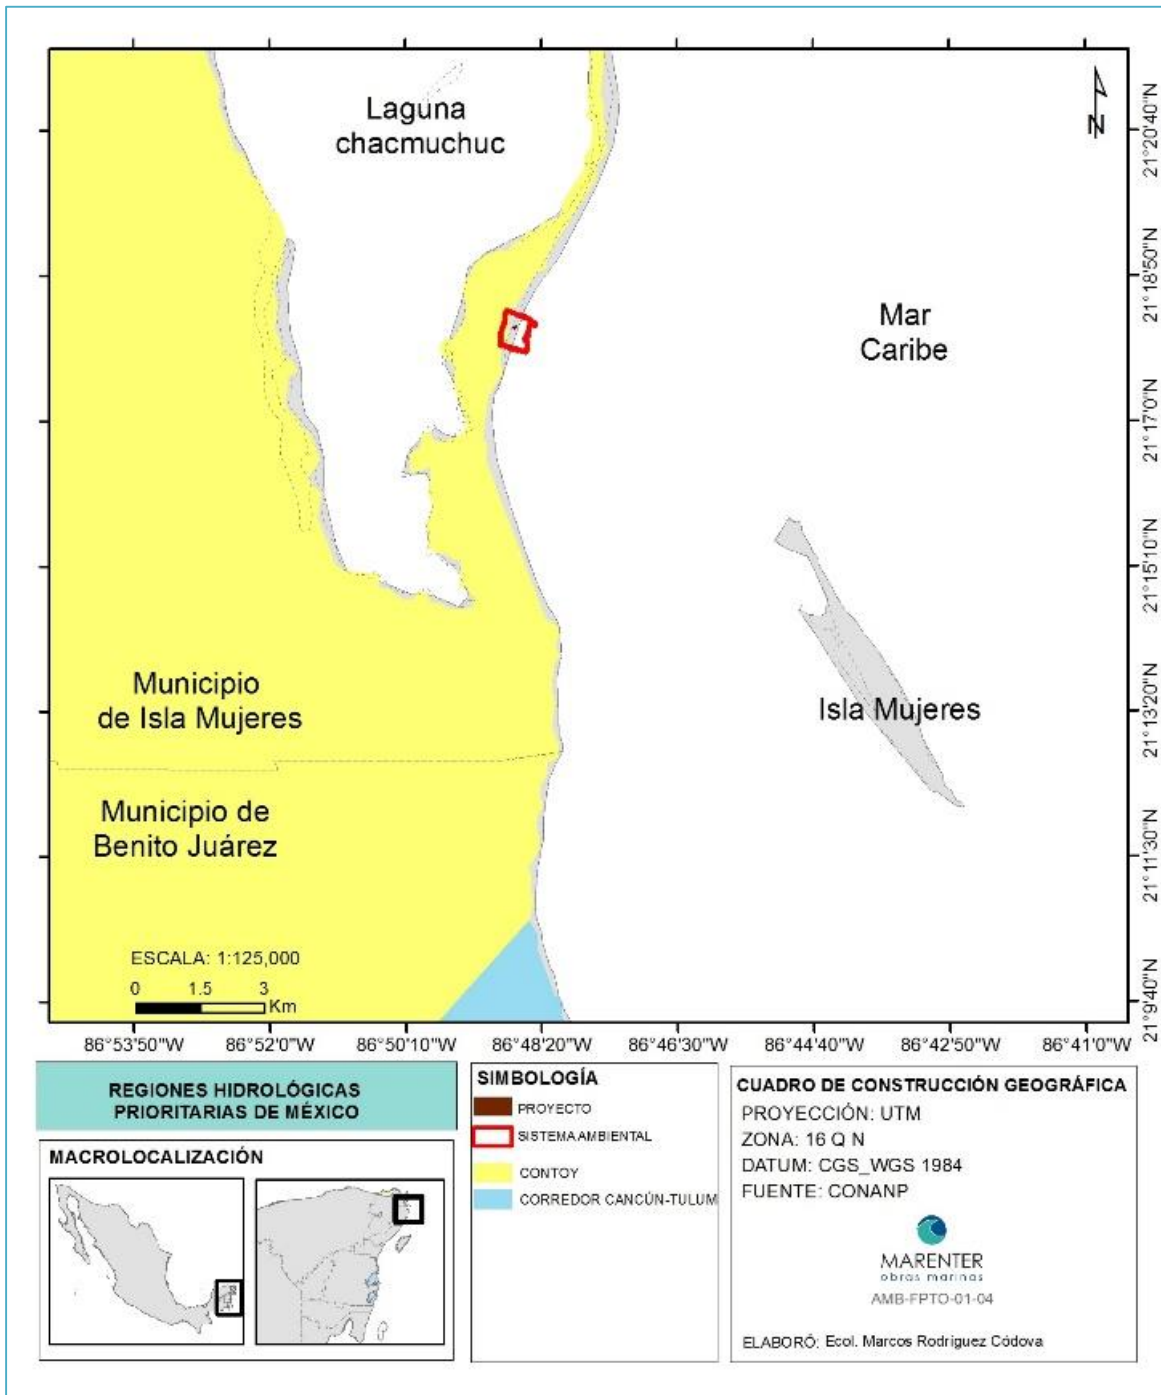 Laguna
chacmuchuc
N
Mar
Caribe
Municipio
de Isla Mujeres
Isla Mujeres
Municipio de
Benito Juárez
ESCALA: 1:125,000
0 1.5 3
Km
21°20'40"N
21°18'50"N
21°17'0"N
21°15'10"N
21°13'20"N
21°11'30"N
21°9'40"N
86°53'50"W 86°52'0"W 86°50'10"W 86°48'20"W 86°46'30"W 86°44'40"W 86°42'50"W 86°41'0"W
REGIONES HIDROLÓGICAS
PRIORITARIAS DE MÉXICO
MACROLOCALIZACIÓN
SIMBOLOGÍA
PROYECTO
SISTEMA AMBIENTAL
CONTOY
CORREDOR CANCÚN-TULUM
CUADRO DE CONSTRUCCIÓN GEOGRÁFICA
PROYECCIÓN: UTM
ZONA: 16 Q N
DATUM: CGS_WGS 1984
FUENTE: CONANP
MARENTER
obras marinas
AMB-FPTO-01-04
ELABORÓ: Ecol. Marcos Rodríguez Códova